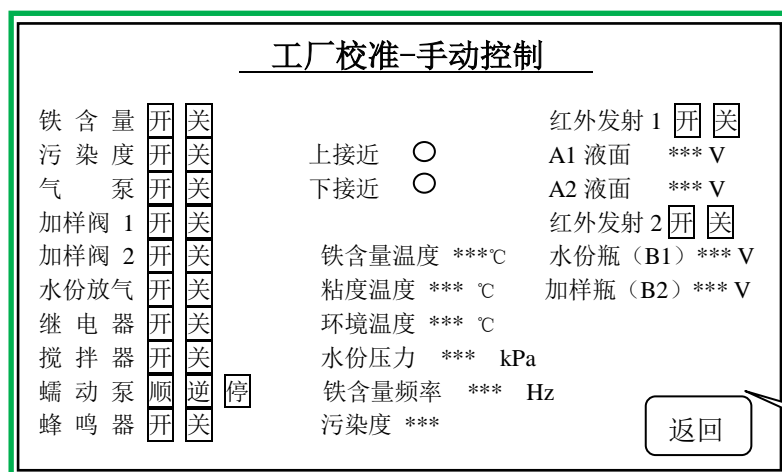 工厂校准-手动控制
铁 含 量 开 关 红外发射 1 开 关
污 染 度 开 关 上接近 A1 液面 *** V
气 泵 开 关 下接近 A2 液面 *** V
加样阀 1 开 关 红外发射 2 开 关
加样阀 2 开 关 铁含量温度 ***℃ 水份瓶（B1）*** V
水份放气 开 关 粘度温度 *** ℃ 加样瓶（B2）*** V
继 电 器 开 关 环境温度 *** ℃
搅 拌 器 开 关 水份压力 *** kPa
蠕 动 泵 顺 逆 停 铁含量频率 *** Hz
蜂 鸣 器 开 关 污染度 ***
返回